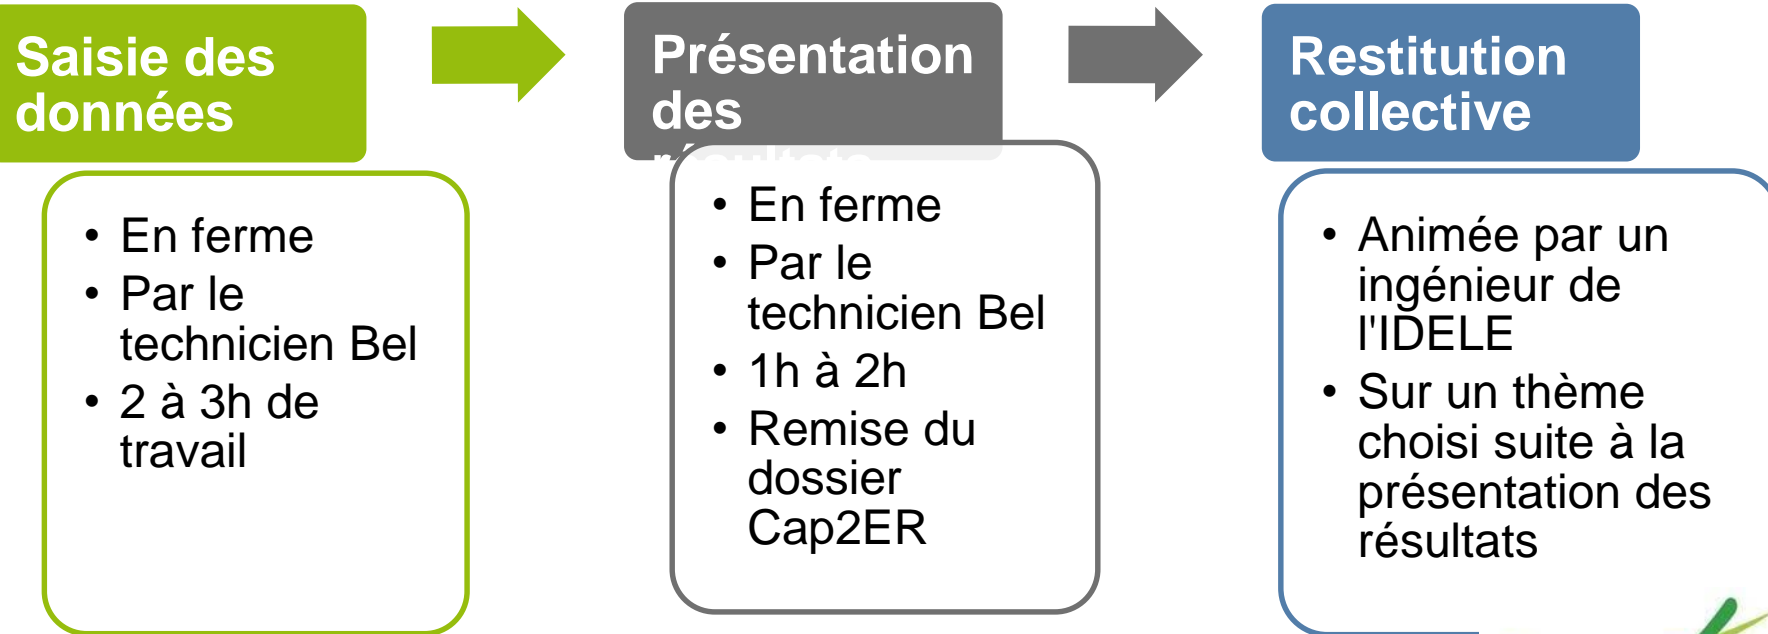 Saisie des
données
• En ferme
• Par le
technicien Bel
• 2 à 3h de
travail
Présentation
des
résultats
• En ferme
• Par le
technicien Bel
• 1h à 2h
• Remise du
dossier
Cap2ER
Restitution
collective
• Animée par un
ingénieur de
l'IDELE
• Sur un thème
choisi suite à la
présentation des
résultats